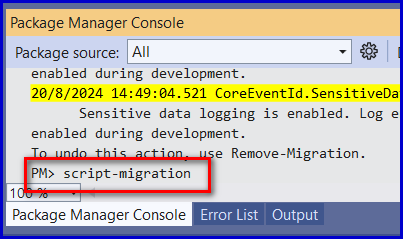 Package Manager Console
Package source: All
enabled during development.
20/8/2024 14:49:04.521 CoreEventId.SensitiveDa
Sensitive data logging is enabled. Log e
enabled during development.
To undo this action, use Remove-Migration.
PM> script-migration
100 %
Package Manager Console Error List Output